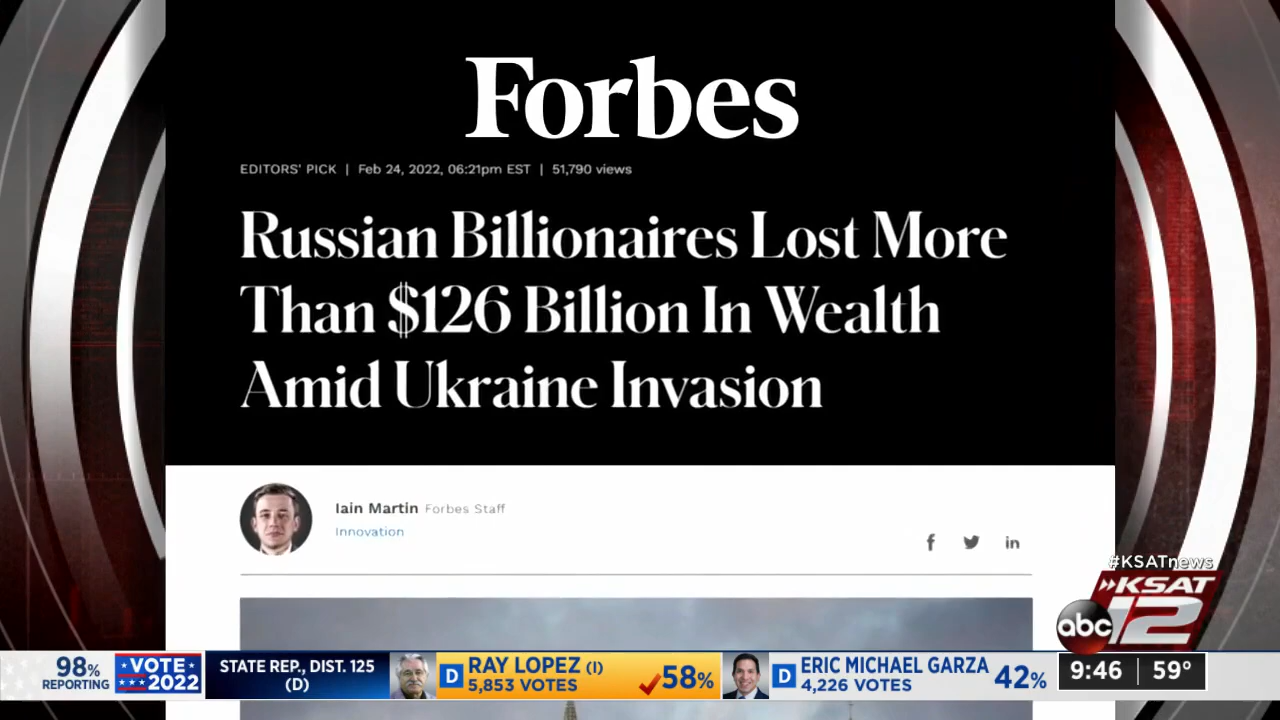 Forbes
EDITORS' PICK | Feb 24, 2022, 06:21pm EST | 51,790 views
Russian Billionaires Lost More
Than $126 Billion In Wealth
Amid Ukraine Invasion
Iain Martin Forbes Staff
Innovation
#KSATnews
KSAT
abc 12
98%
REPORTING
VOTE
2022
STATE REP., DIST. 125
(D)
D RAY LOPEZ (I)
5,853 VOTES
58%
D ERIC MICHAEL GARZA
4,226 VOTES
42%
9:46 59°